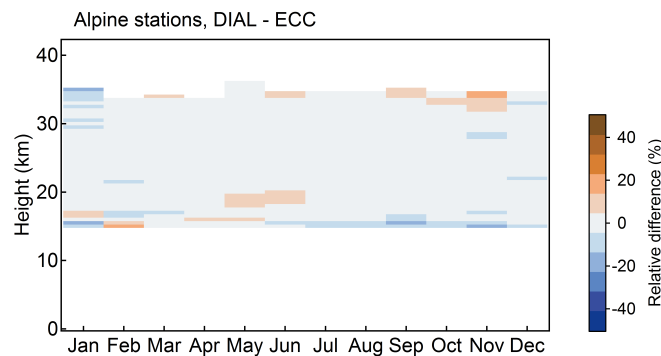 Alpine stations, DIAL - ECC
Height (km)
40
30
20
10
0
Jan Feb Mar Apr May Jun Jul Aug Sep Oct Nov Dec
40
20
0
-20
-40
Relative difference (%)